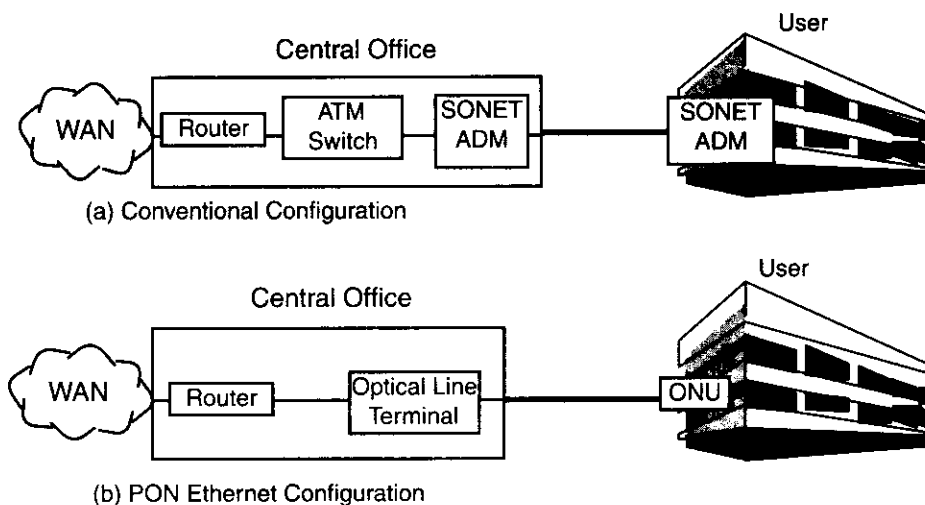 User
Central Office
WAN
Router
ATM
Switch
SONET
ADM
SONET
ADM
(a) Conventional Configuration
User
Central Office
WAN
Router
Optical Line
Terminal
ONU
(b) PON Ethernet Configuration